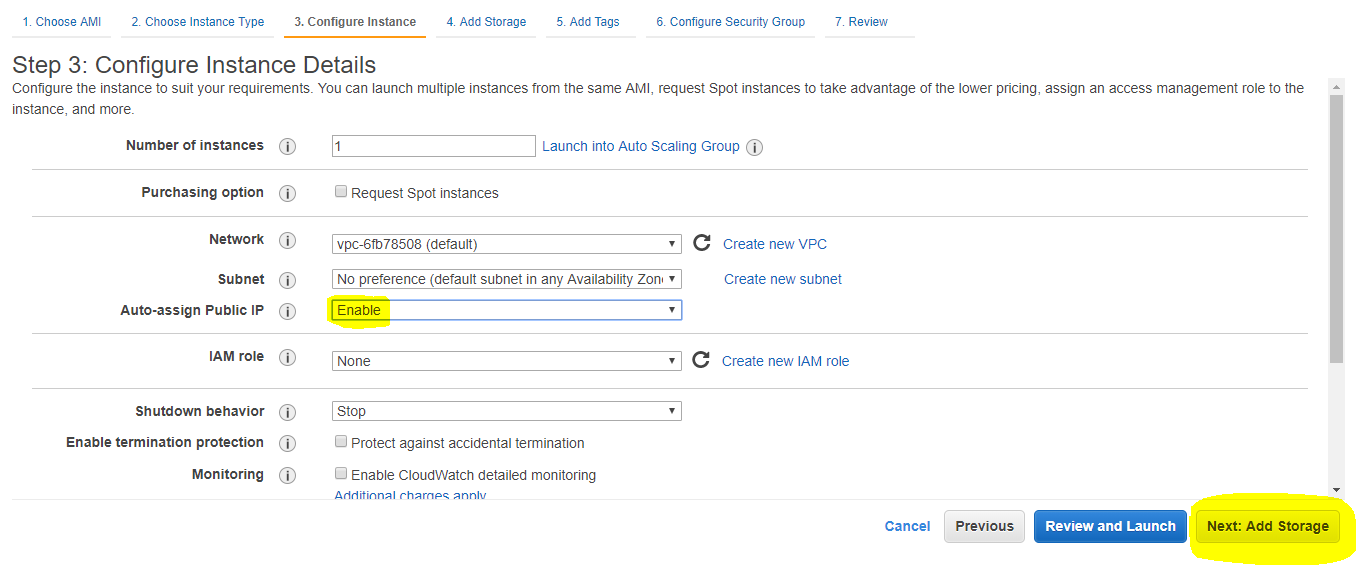 1. Choose AMI 2. Choose Instance Type 3. Configure Instance 4. Add Storage 5. Add Tags 6. Configure Security Group 7. Review
Step 3: Configure Instance Details
Configure the instance to suit your requirements. You can launch multiple instances from the same AMI, request Spot instances to take advantage of the lower pricing, assign an access management role to the
instance, and more.
Number of instances i 1 Launch into Auto Scaling Group i
Purchasing option i Request Spot instances
Network i vpc-6fb78508 (default) Create new VPC
Subnet i No preference (default subnet in any Availability Zon Create new subnet
Auto-assign Public IP i Enable
IAM role i None Create new IAM role
Shutdown behavior i Stop
Enable termination protection i Protect against accidental termination
Monitoring i Enable CloudWatch detailed monitoring
Additional charges apply
Cancel Previous Review and Launch Next: Add Storage